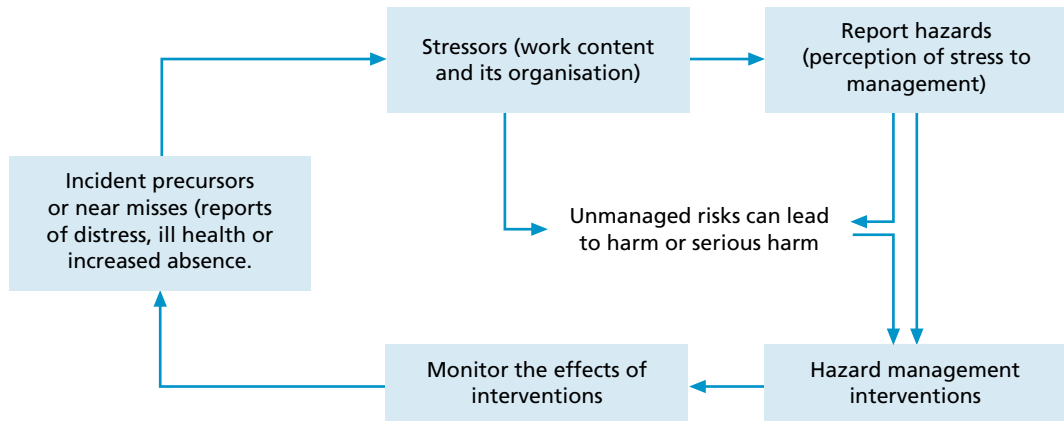 Stressors (work content
and its organisation)
Report hazards
(perception of stress to
management)
Incident precursors
or near misses (reports
of distress, ill health or
increased absence.
Unmanaged risks can lead
to harm or serious harm
Monitor the effects of
interventions
Hazard management
interventions